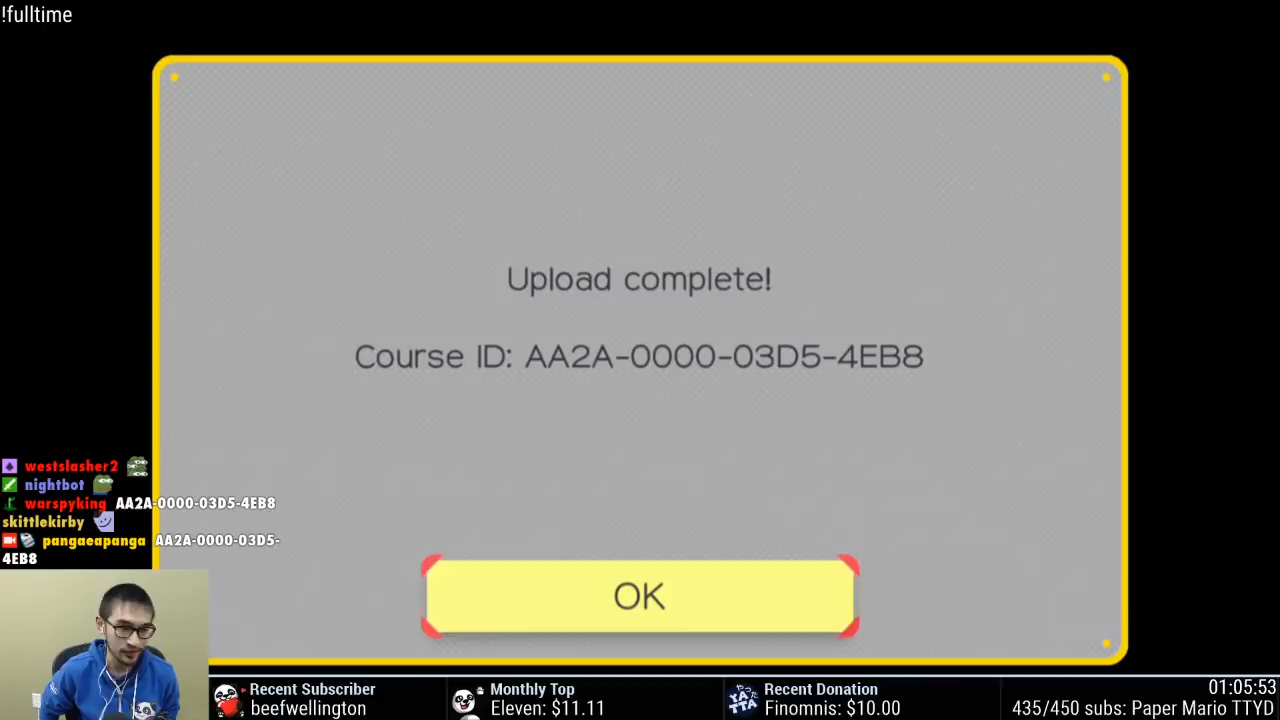 !fulltime
Upload complete!
Course ID: AA2A-0000-03D5-4EB8
westslasher2
nightbot
warspyking AA2A-0000-03D5-4EB8
skittlekirby
pangaeapanga AA2A-0000-03D5-
4EB8
OK
Recent Subscriber
beefwellington
Monthly Top
Eleven: $11.11
Recent Donation
Finomnis: $10.00
01:05:53
435/450 subs: Paper Mario TTYD